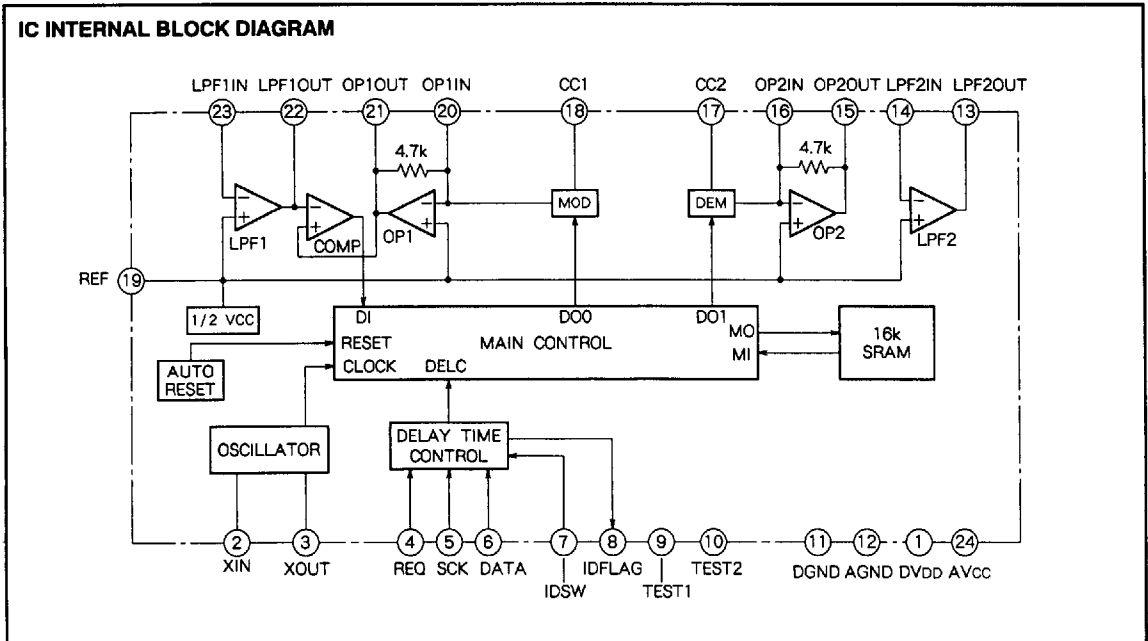 IC INTERNAL BLOCK DIAGRAM
LPF1IN LPF1OUT OP1OUT OP1IN CC1 CC2 OP2IN OP2OUT LPF2IN LPF2OUT
23 22 21 20 18 17 16 15 14 13
4.7k 4.7k
MOD DEM
LPF1 COMP OP1 OP2 LPF2
REF 19
1/2 VCC
DI DO0 DO1
RESET MAIN CONTROL MO
CLOCK DELC MI
16k
SRAM
AUTO
RESET
OSCILLATOR
DELAY TIME
CONTROL
2 3 4 5 6 7 8 9 10 11 12 1 24
XIN XOUT REQ SCK DATA IDFLAG TEST2 DGND AGND DVDD AVCC
IDSW TEST1